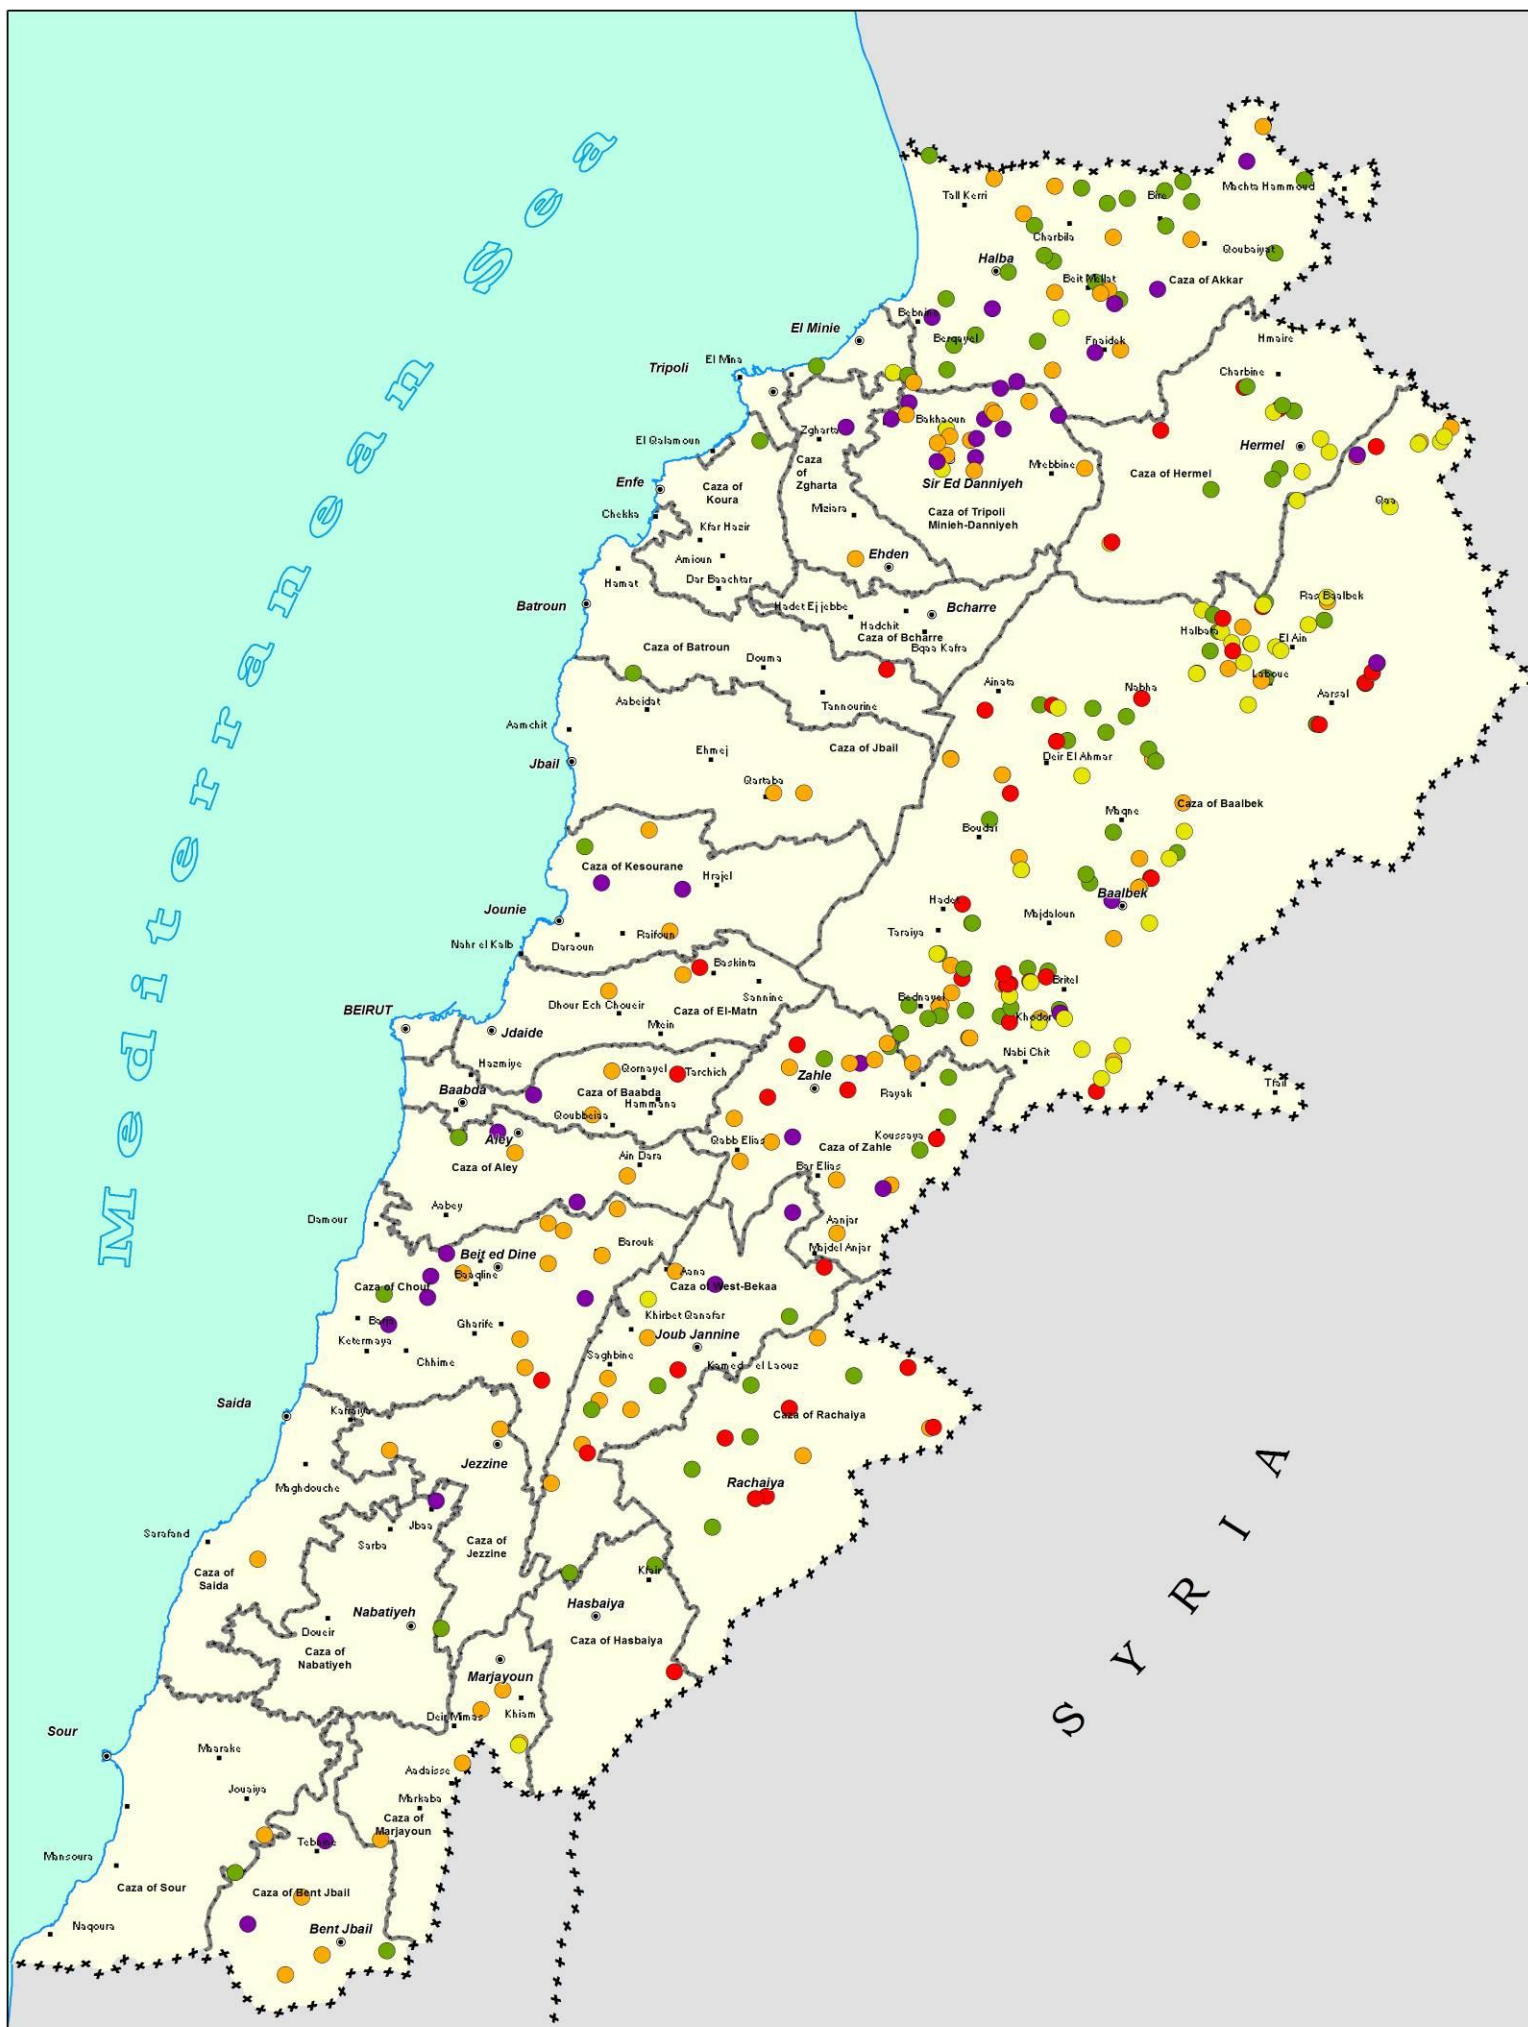 Mediterranean Sea
SYRIA
Machta Hammoud
Tall Kerri
Bire
Charbila
Qoubaiyat
Halba
Beit Mellat
Caza of Akkar
Bebnine
El Minie
Berqayel
Fnaidek
Hmaire
Tripoli
El Mina
Charbine
Bakhaoun
Zgharta
El Qalamoun
Hermel
Caza
of
Zgharta
Mrebbine
Caza of Hermel
Enfe
Caza of
Koura
Sir Ed Danniyeh
Qaa
Chekka
Miziara
Caza of Tripoli
Minieh-Danniyeh
Kfar Hazir
Amioun
Ehden
Hamat
Dar Baachtar
Batroun
Hadet Ejjebbe
Bcharre
Ras Baalbek
Hadchit
Halbata
Caza of Bcharre
El Ain
Caza of Batroun
Bqaa Kafra
Douma
Laboue
Ainata
Nabha
Aarsal
Aabeidat
Tannourine
Aamchit
Ehmej
Caza of Jbail
Deir El Ahmar
Jbail
Qartaba
Caza of Baalbek
Maqne
Boudai
Caza of Kesourane
Hrajel
Baalbek
Hadet
Jounie
Majdaloun
Taraiya
Raifoun
Daraoun
Nahr el Kalb
Baskinta
Britel
Sannine
Dhour Ech Choueir
Bednayel
BEIRUT
Caza of El-Matn
Khodor
Jdaide
Mtein
Nabi Chit
Hazmiye
Qornayel
Tarchich
Zahle
Tfail
Baabda
Caza of Baabda
Rayak
Hammana
Qoubbeiaa
Aley
Koussaya
Qabb Elias
Caza of Zahle
Ain Dara
Caza of Aley
Bar Elias
Aabey
Damour
Aanjar
Barouk
Beit ed Dine
Majdel Anjar
Baaqline
Aana
Caza of Chouf
Caza of West-Bekaa
Barja
Khirbet Qanafar
Gharife
Ketermaya
Joub Jannine
Chhime
Saghbine
Kamed el Laouz
Saida
Karraiya
Caza of Rachaiya
Jezzine
Maghdouche
Rachaiya
Jbaa
Sarafand
Sarba
Caza of
Jezzine
Caza of
Saida
Kfair
Hasbaiya
Nabatiyeh
Doueir
Caza of Hasbaiya
Caza of
Nabatiyeh
Marjayoun
Khiam
Deir Mimas
Sour
Maarake
Aadaisse
Jouaiya
Markaba
Caza of
Marjayoun
Tebnine
Mansoura
Caza of Sour
Caza of Bent Jbail
Naqoura
Bent Jbail